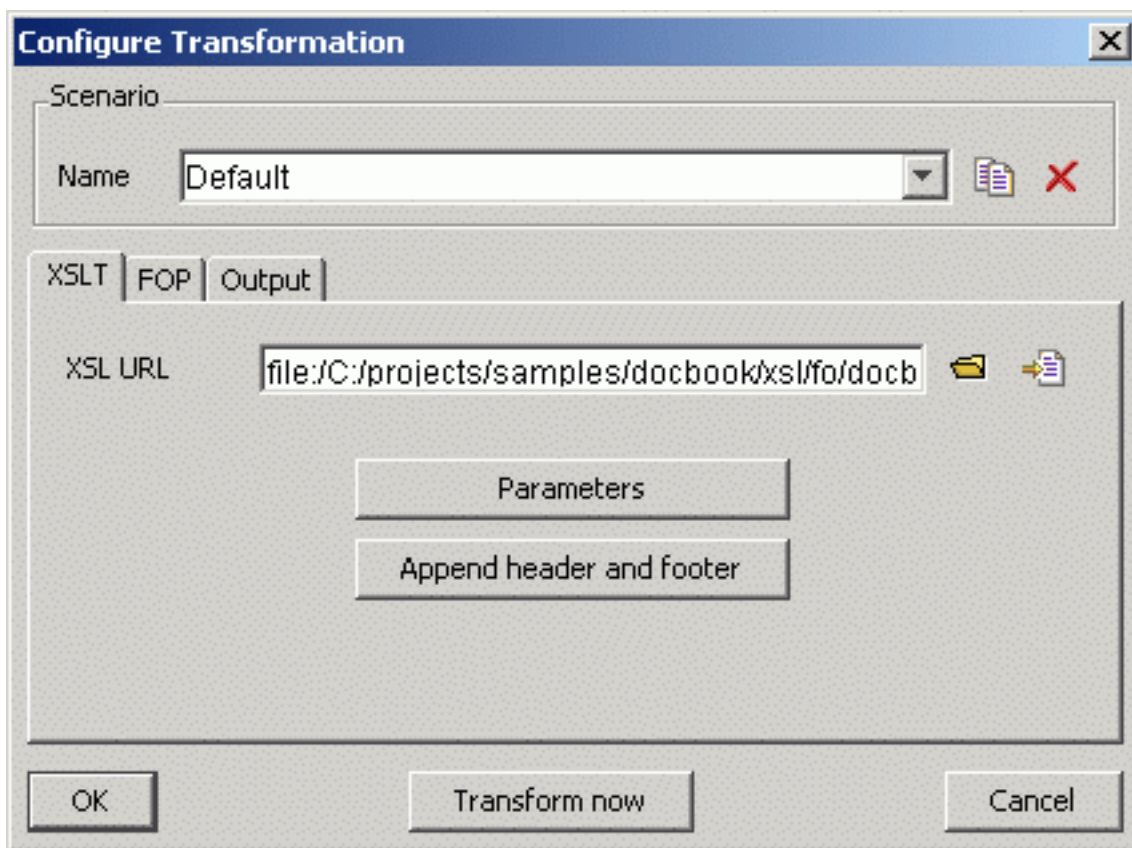 Configure Transformation
Scenario
Name
Default
XSLT
FOP
Output
XSL URL
file:/C:/projects/samples/docbook/xsl/fo/docb
Parameters
Append header and footer
OK
Transform now
Cancel